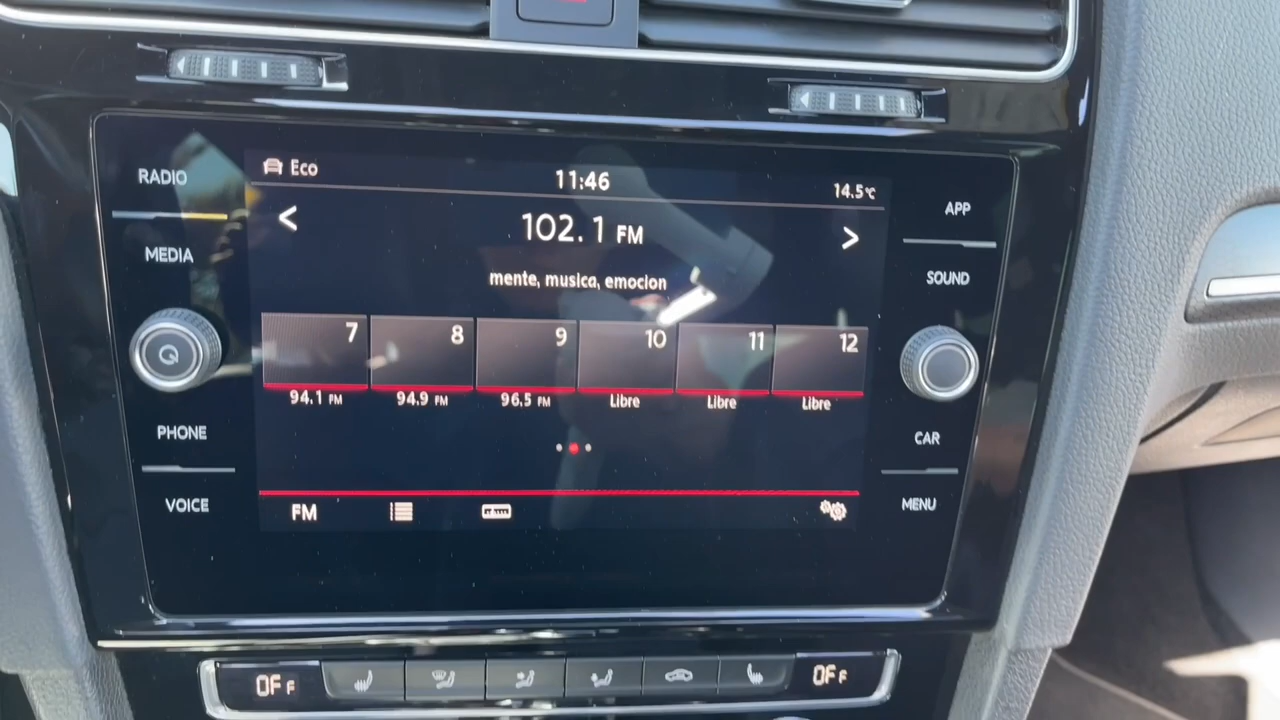 RADIO
MEDIA
PHONE
VOICE
Eco
11:46
14.5°C
<
102.1 FM
>
mente, musica, emocion
7 8 9 10 11 12
94.1 FM 94.9 FM 96.5 FM Libre Libre Libre
FM
APP
SOUND
CAR
MENU
OFF OFF